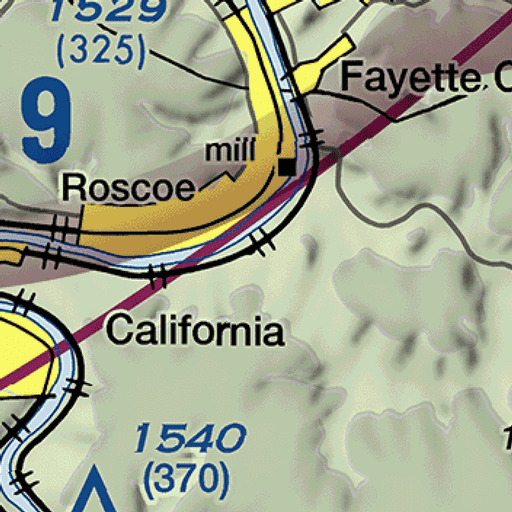 1529
(325)
Fayette C
9
mill
Roscoe
California
1540
(370)